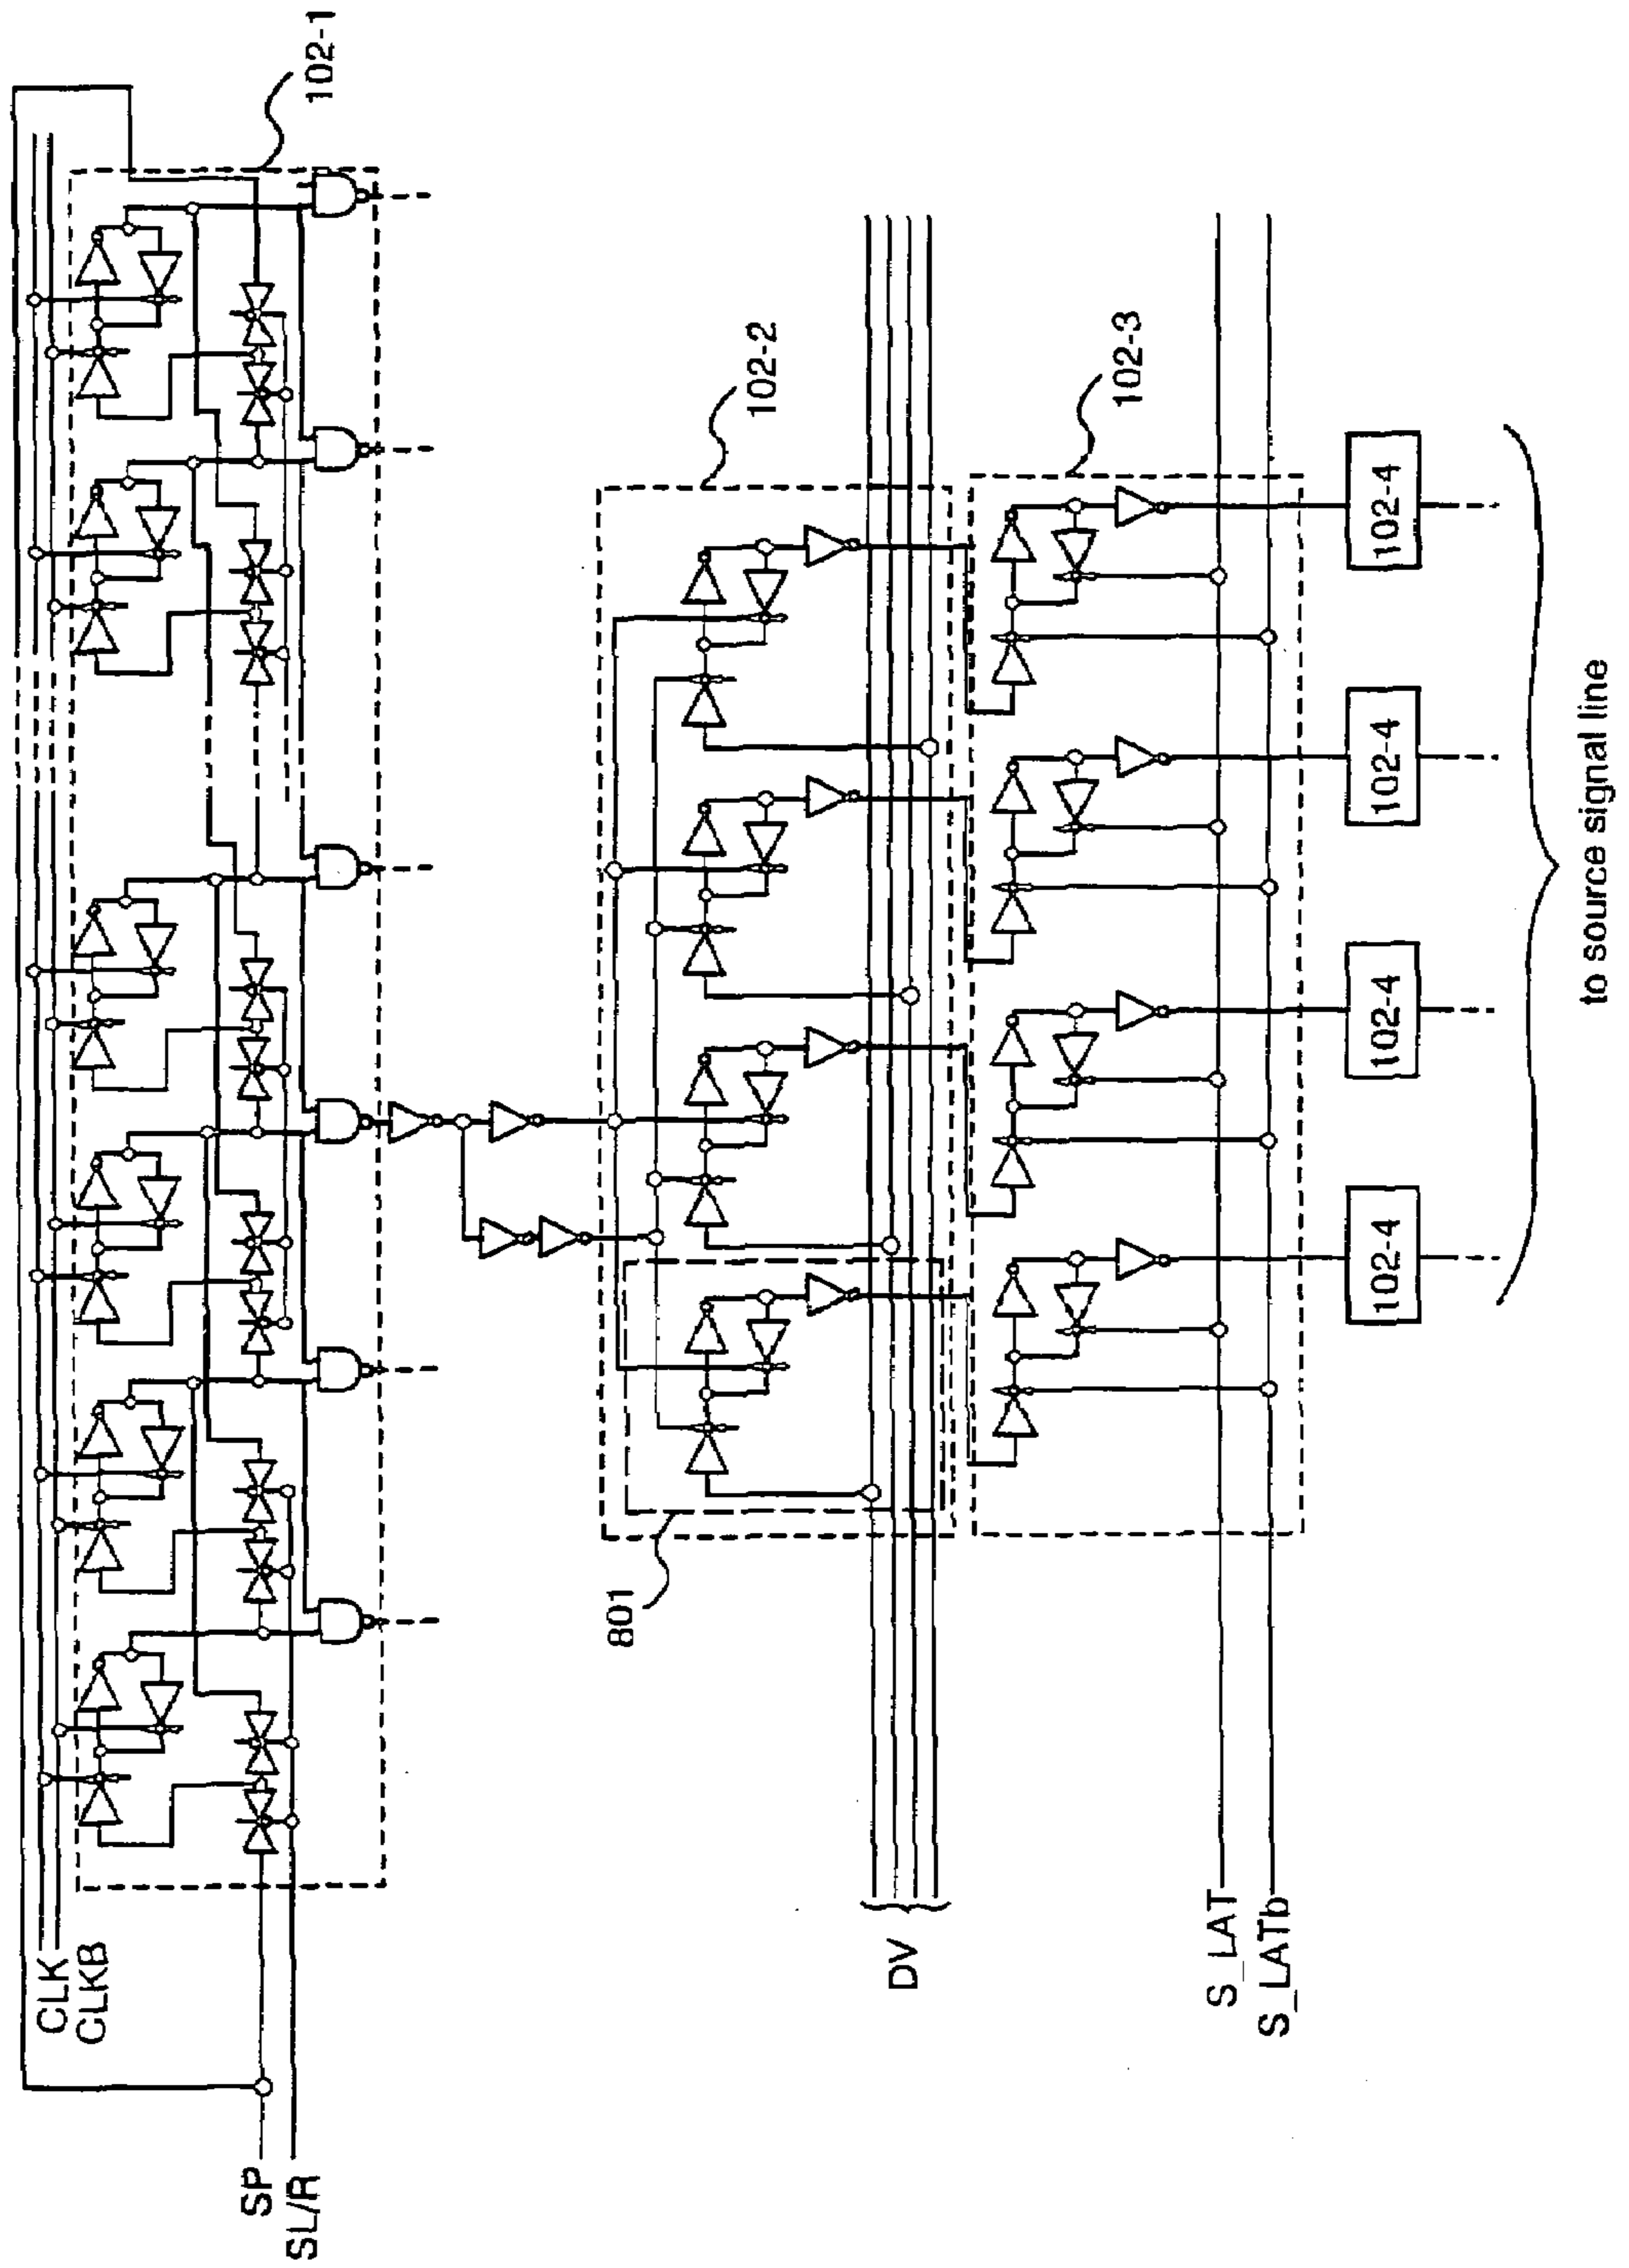 CLK
CLKB
SP
SL/R
102-1
102-2
801
DV
102-3
S_LAT
S_LATb
102-4
102-4
102-4
102-4
to source signal line